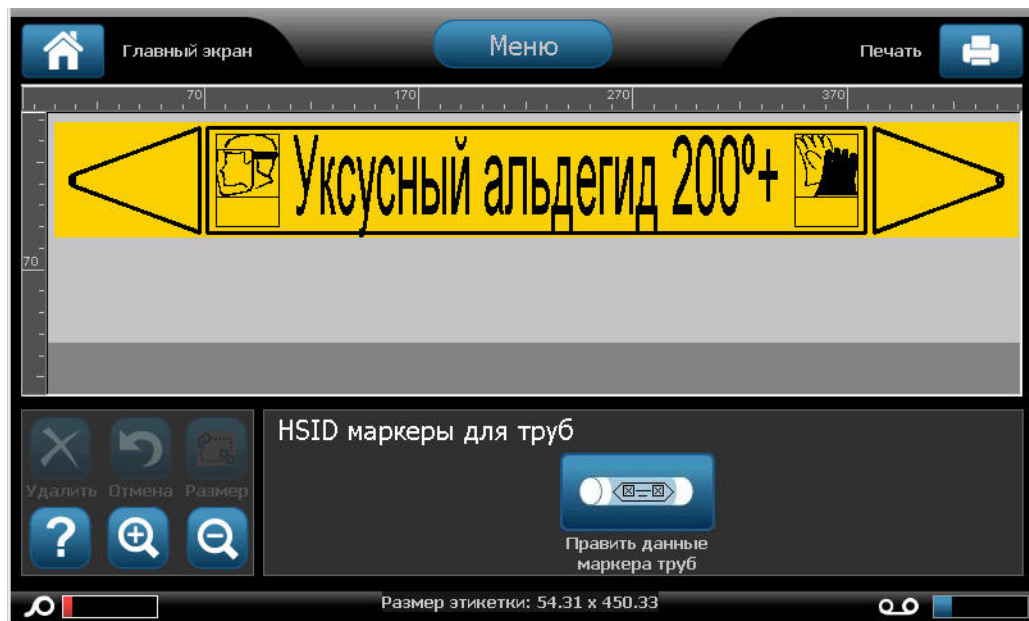 Главный экран
Меню
Печать
70
170
270
370
Уксусный альдегид 200°+
70
HSID маркеры для труб
Удалить
Отмена
Размер
?
Править данные
маркера труб
Размер этикетки: 54.31 x 450.33